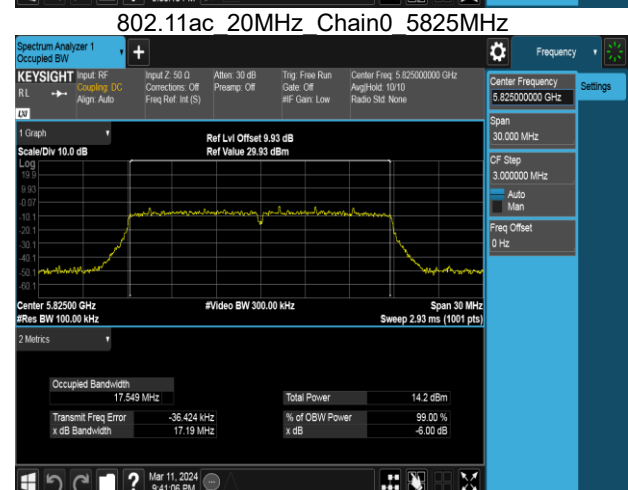 802.11ac_20MHz_Chain0_5825MHz
Spectrum Analyzer 1
Occupied BW
+
Frequency
KEYSIGHT Input: RF Input Z: 50 Ω Atten: 30 dB Trig: Free Run Center Freq: 5.825000000 GHz
RL Coupling: DC Corrections: Off Preamp: Off Gate: Off Avg|Hold: 10/10
Align: Auto Freq Ref: Int (S) #IF Gain: Low Radio Std: None
LXI
Center Frequency
5.825000000 GHz
Settings
Span
30.000 MHz
CF Step
3.000000 MHz
Auto
Man
Freq Offset
0 Hz
1 Graph
Ref Lvl Offset 9.93 dB
Scale/Div 10.0 dB Ref Value 29.93 dBm
Log
19.9
9.93
-0.07
-10.1
-20.1
-30.1
-40.1
-50.1
-60.1
Center 5.82500 GHz #Video BW 300.00 kHz Span 30 MHz
#Res BW 100.00 kHz Sweep 2.93 ms (1001 pts)
2 Metrics
Occupied Bandwidth
17.549 MHz Total Power 14.2 dBm
Transmit Freq Error -36.424 kHz % of OBW Power 99.00 %
x dB Bandwidth 17.19 MHz x dB -6.00 dB
? Mar 11, 2024
9:41:06 PM